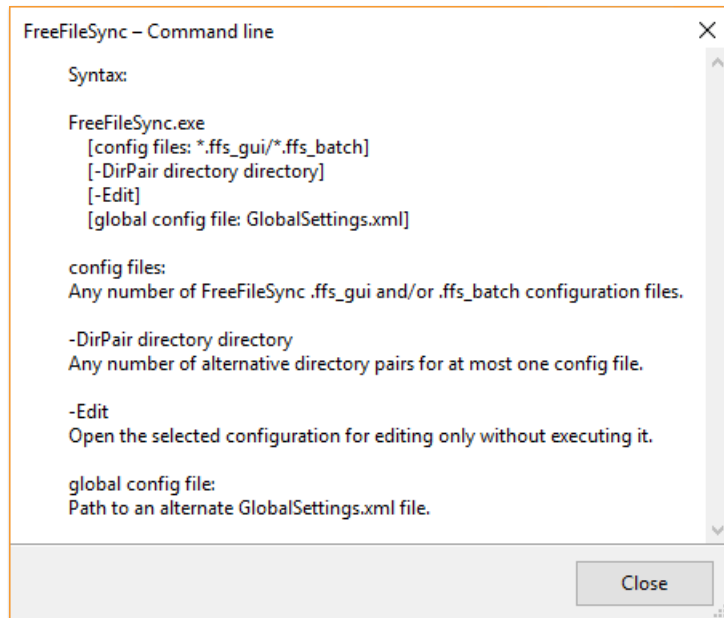 FreeFileSync – Command line
Syntax:
FreeFileSync.exe
[config files: *.ffs_gui/*.ffs_batch]
[-DirPair directory directory]
[-Edit]
[global config file: GlobalSettings.xml]
config files:
Any number of FreeFileSync .ffs_gui and/or .ffs_batch configuration files.
-DirPair directory directory
Any number of alternative directory pairs for at most one config file.
-Edit
Open the selected configuration for editing only without executing it.
global config file:
Path to an alternate GlobalSettings.xml file.
Close